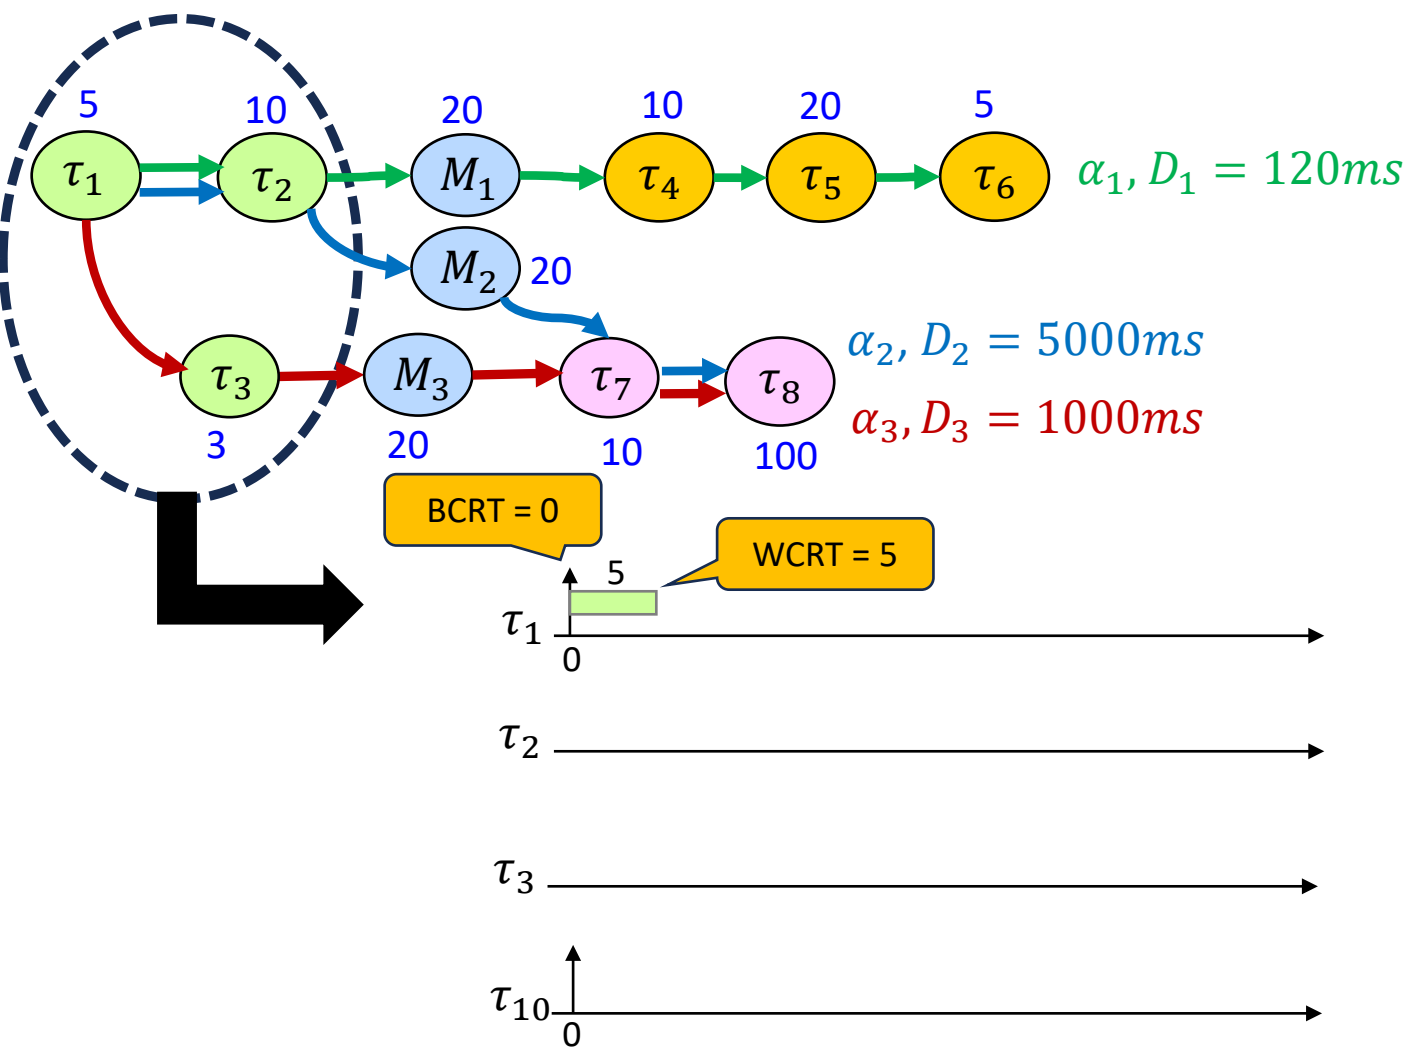 5
10
20
10
20
5
τ1
τ2
M1
τ4
τ5
τ6
α1, D1 = 120ms
M2
20
α2, D2 = 5000ms
τ3
M3
τ7
τ8
α3, D3 = 1000ms
3
20
10
100
BCRT = 0
WCRT = 5
5
τ1
0
τ2
τ3
τ10
0